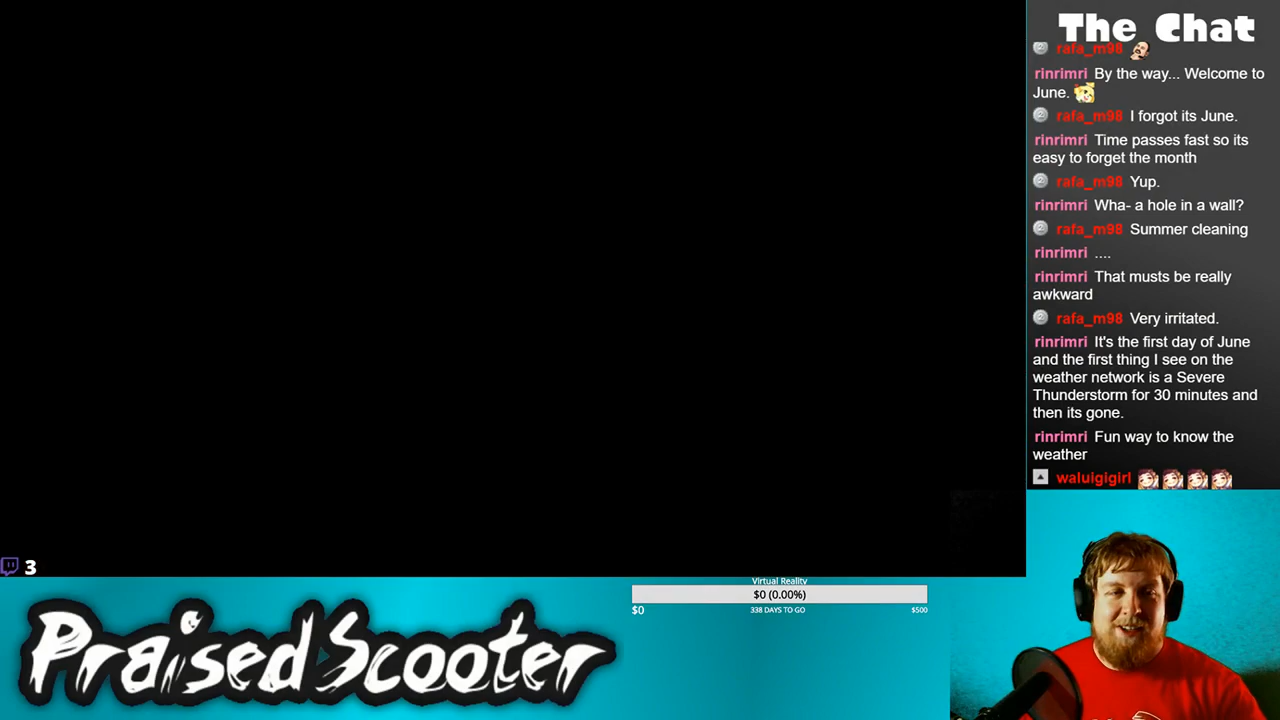 The Chat
rafa_m98
rinrimri By the way... Welcome to
June.
rafa_m98 I forgot its June.
rinrimri Time passes fast so its
easy to forget the month
rafa_m98 Yup.
rinrimri Wha- a hole in a wall?
rafa_m98 Summer cleaning
rinrimri ....
rinrimri That musts be really
awkward
rafa_m98 Very irritated.
rinrimri It's the first day of June
and the first thing I see on the
weather network is a Severe
Thunderstorm for 30 minutes and
then its gone.
rinrimri Fun way to know the
weather
waluigigirl
3
Virtual Reality
$0 (0.00%)
$0 338 DAYS TO GO $500
PraisedScooter